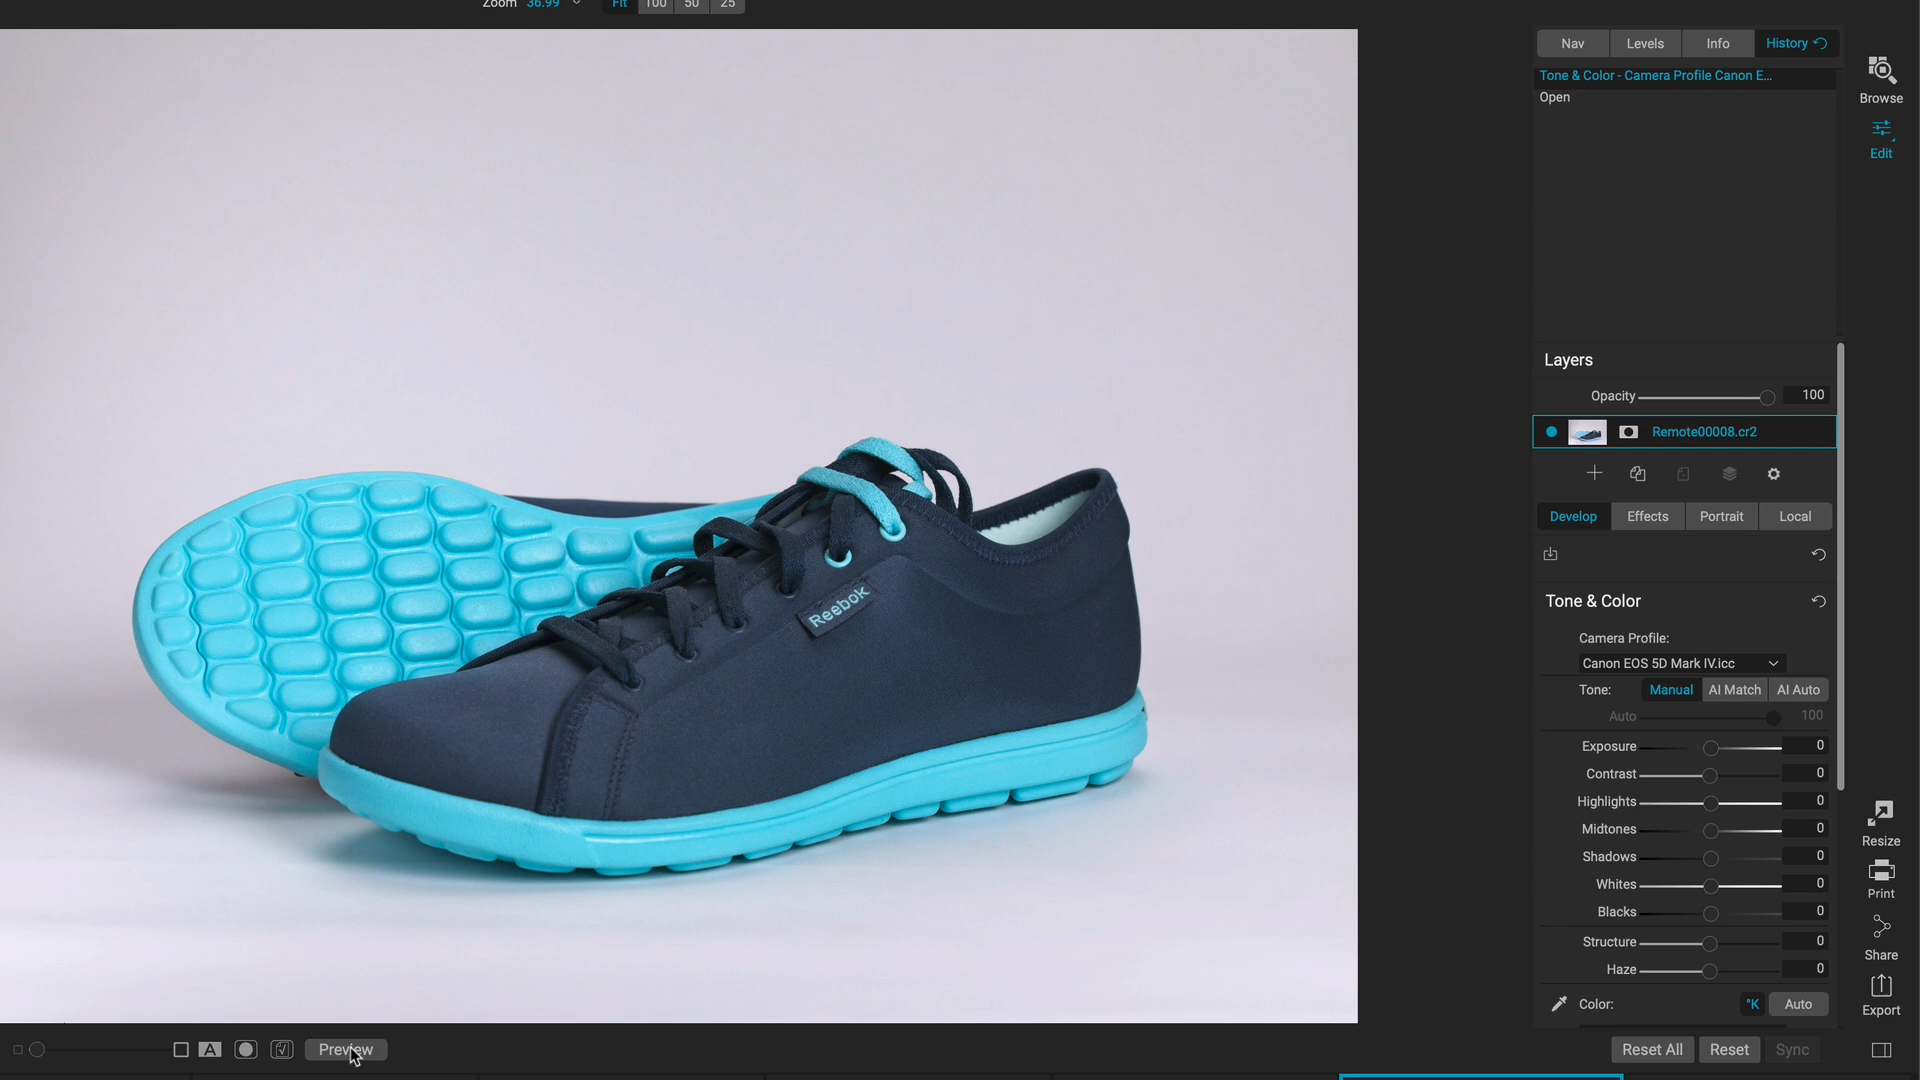 Zoom 36.99 Fit 100 50 25
Nav Levels Info History
Tone & Color - Camera Profile Canon E...
Open
Browse
Edit
Layers
Opacity 100
Remote00008.cr2
Develop Effects Portrait Local
Tone & Color
Camera Profile:
Canon EOS 5D Mark IV.icc
Tone: Manual AI Match AI Auto
Auto 100
Exposure 0
Contrast 0
Highlights 0
Midtones 0
Shadows 0
Whites 0
Blacks 0
Structure 0
Haze 0
Color: °K Auto
Resize
Print
Share
Export
Reebok
A Preview
Reset All Reset Sync